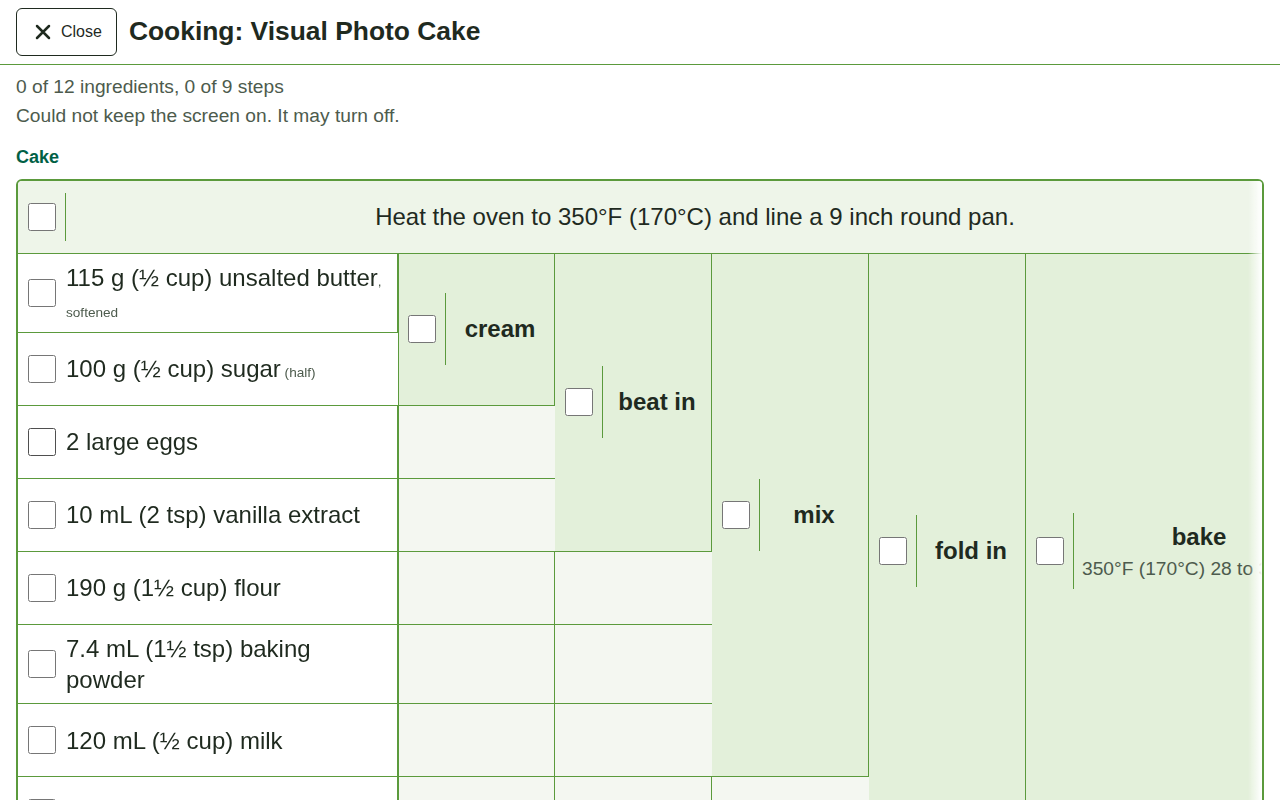 Close
Cooking: Visual Photo Cake
0 of 12 ingredients, 0 of 9 steps
Could not keep the screen on. It may turn off.
Cake
Heat the oven to 350°F (170°C) and line a 9 inch round pan.
115 g (½ cup) unsalted butter,
softened
cream
100 g (½ cup) sugar (half)
beat in
2 large eggs
10 mL (2 tsp) vanilla extract
mix
fold in
bake
350°F (170°C) 28 to
190 g (1½ cup) flour
7.4 mL (1½ tsp) baking
powder
120 mL (½ cup) milk